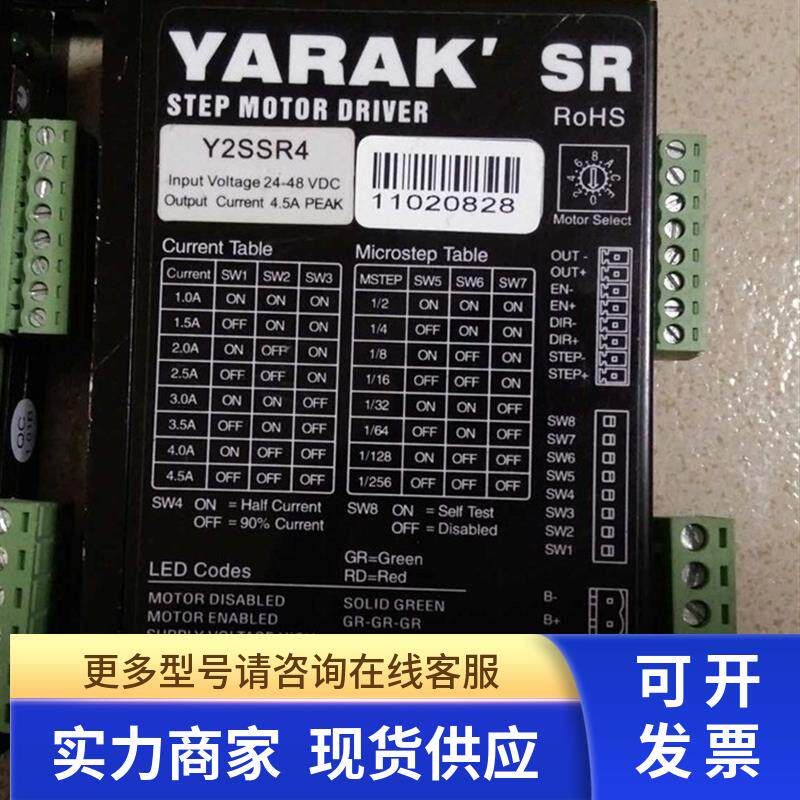 YARAK' SR
STEP MOTOR DRIVER
RoHS
Y2SSR4
Input Voltage 24-48 VDC
Output Current 4.5A PEAK
11020828
Motor Select
Current Table
Current SW1 SW2 SW3
1.0A ON ON ON
1.5A OFF ON ON
2.0A ON OFF ON
2.5A OFF OFF ON
3.0A ON ON OFF
3.5A OFF ON OFF
4.0A ON OFF OFF
4.5A OFF OFF OFF
SW4 ON = Half Current
OFF = 90% Current
Microstep Table
MSTEP SW5 SW6 SW7
1/2 ON ON ON
1/4 OFF ON ON
1/8 ON OFF ON
1/16 OFF OFF ON
1/32 ON ON OFF
1/64 OFF ON OFF
1/128 ON OFF OFF
1/256 OFF OFF OFF
SW8 ON = Self Test
OFF = Disabled
OUT -
OUT+
EN-
EN+
DIR-
DIR+
STEP-
STEP+
SW8
SW7
SW6
SW5
SW4
SW3
SW2
SW1
B-
B+
LED Codes
GR=Green
RD=Red
MOTOR DISABLED SOLID GREEN
MOTOR ENABLED GR-GR-GR
更多型号请咨询在线客服
实力商家 现货供应
可开
发票